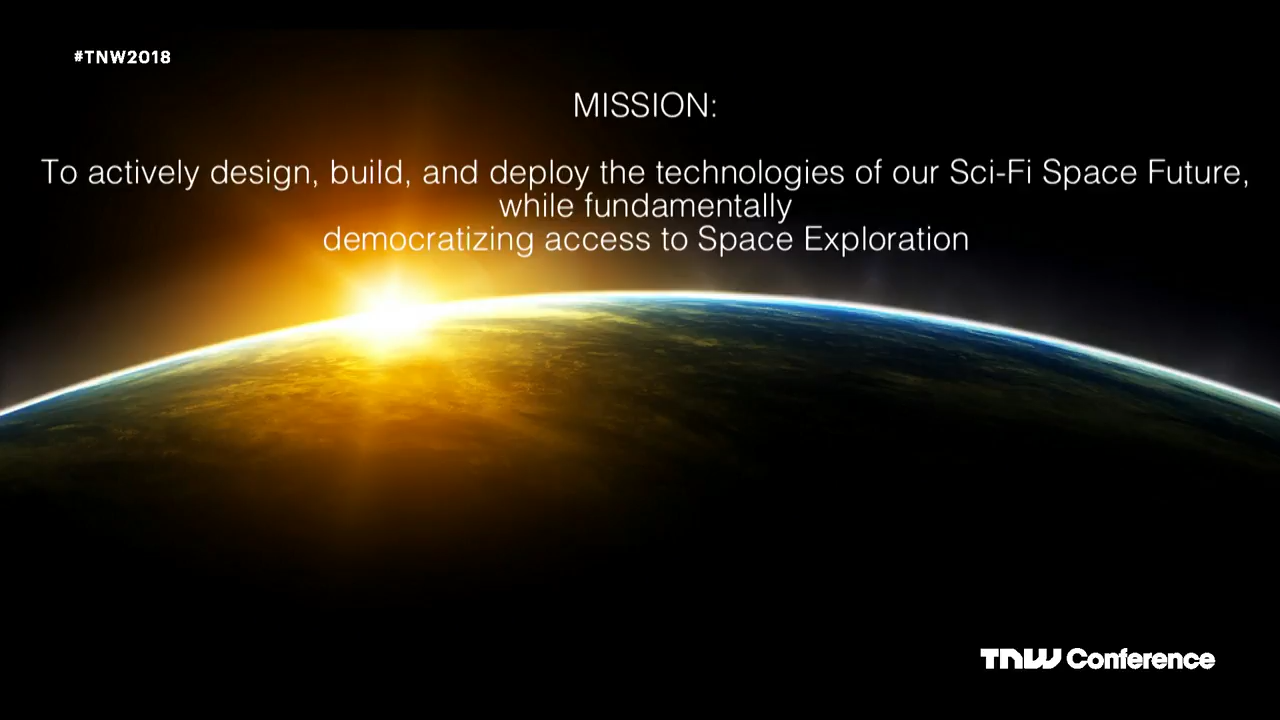 #TNW2018
MISSION:
To actively design, build, and deploy the technologies of our Sci-Fi Space Future,
while fundamentally
democratizing access to Space Exploration
TNW Conference